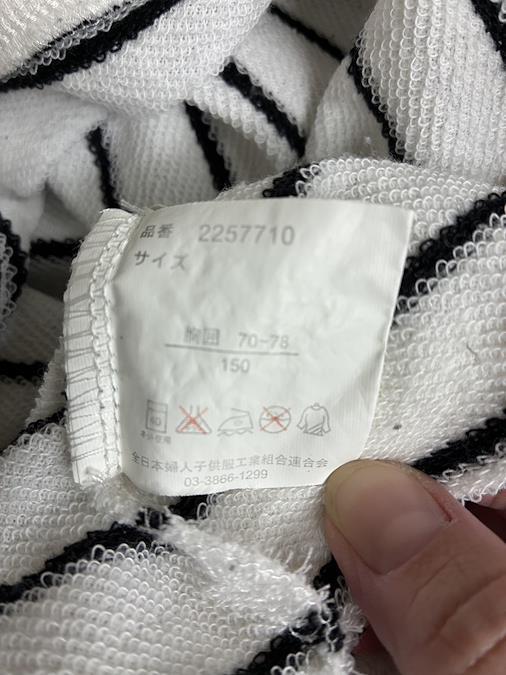 品番 2257710
サイズ
胸囲 70-78
150
40
全日本婦人子供服工業組合連合会
03-3866-1299